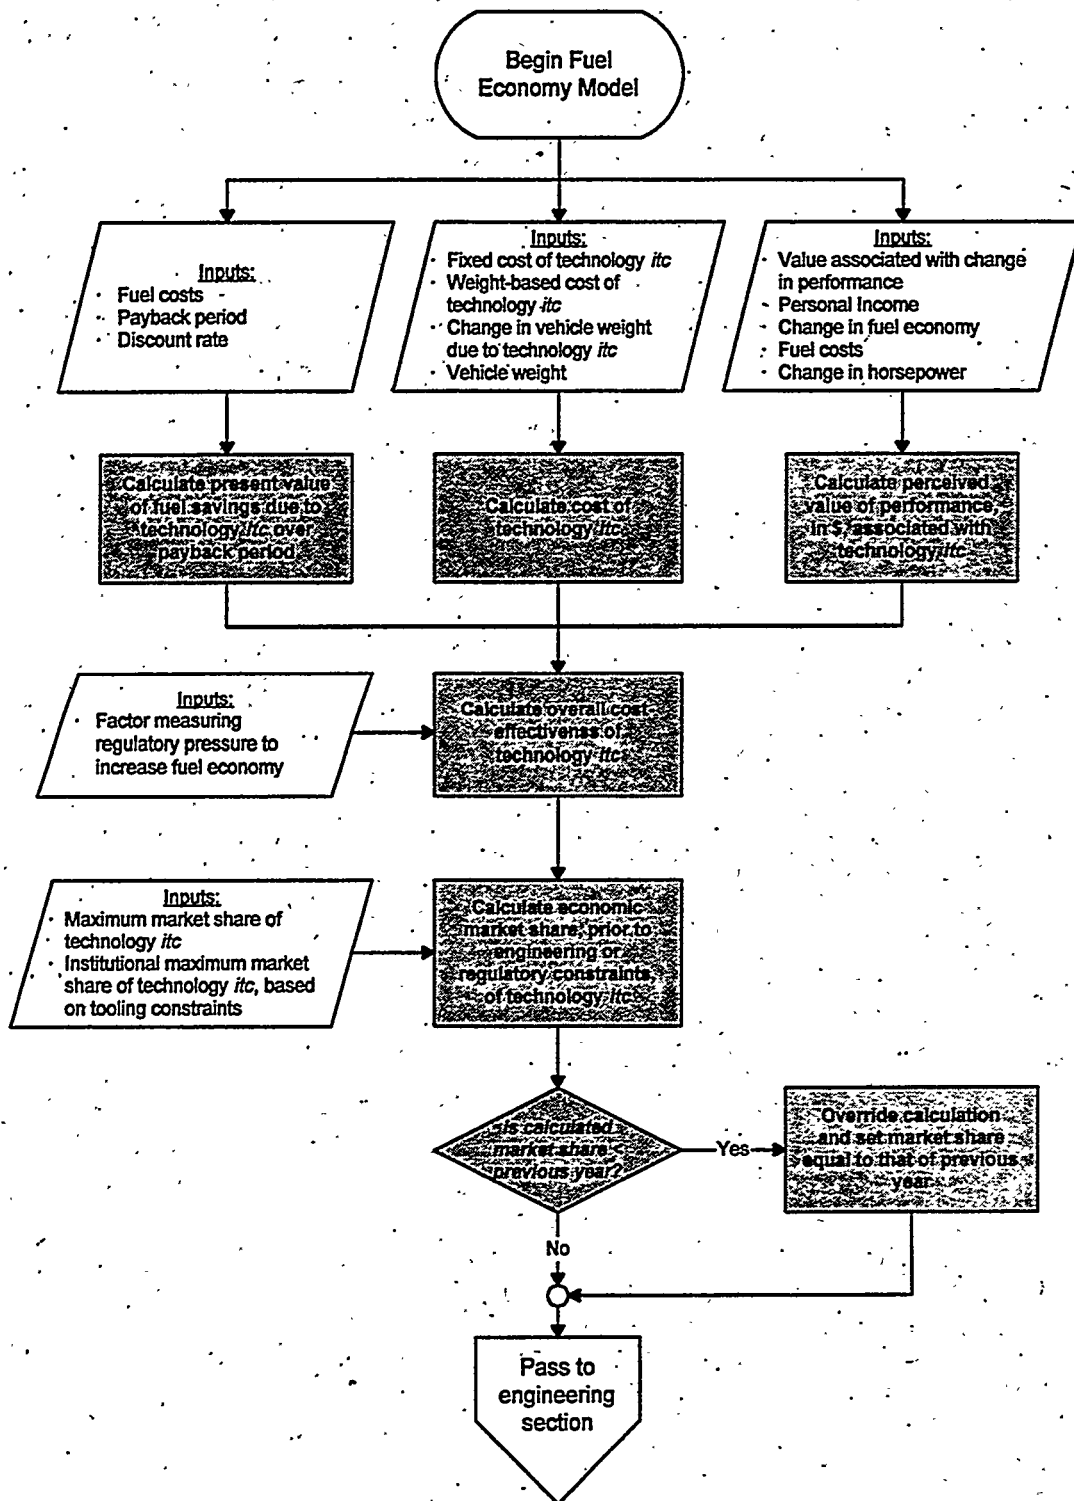 Begin Fuel
Economy Model
Inputs:
· Fuel costs
· Payback period
· Discount rate
Inputs:
· Fixed cost of technology itc
· Weight-based cost of
technology itc
· Change in vehicle weight
due to technology itc
· Vehicle weight
Inputs:
· Value associated with change
in performance
· Personal Income
· Change in fuel economy
· Fuel costs
· Change in horsepower
Calculate present value
of fuel savings due to
technology itc over
payback period
Calculate cost of
technology itc
Calculate perceived
value of performance,
in $, associated with
technology itc
Inputs:
· Factor measuring
regulatory pressure to
increase fuel economy
Calculate overall cost
effectivenss of
technology itc
Inputs:
· Maximum market share of
technology itc
· Institutional maximum market
share of technology itc, based
on tooling constraints
Calculate economic
market share, prior to
engineering or
regulatory constraints
of technology itc
Is calculated
market share
previous year?
Yes
Override calculation
and set market share
equal to that of previous
year
No
Pass to
engineering
section